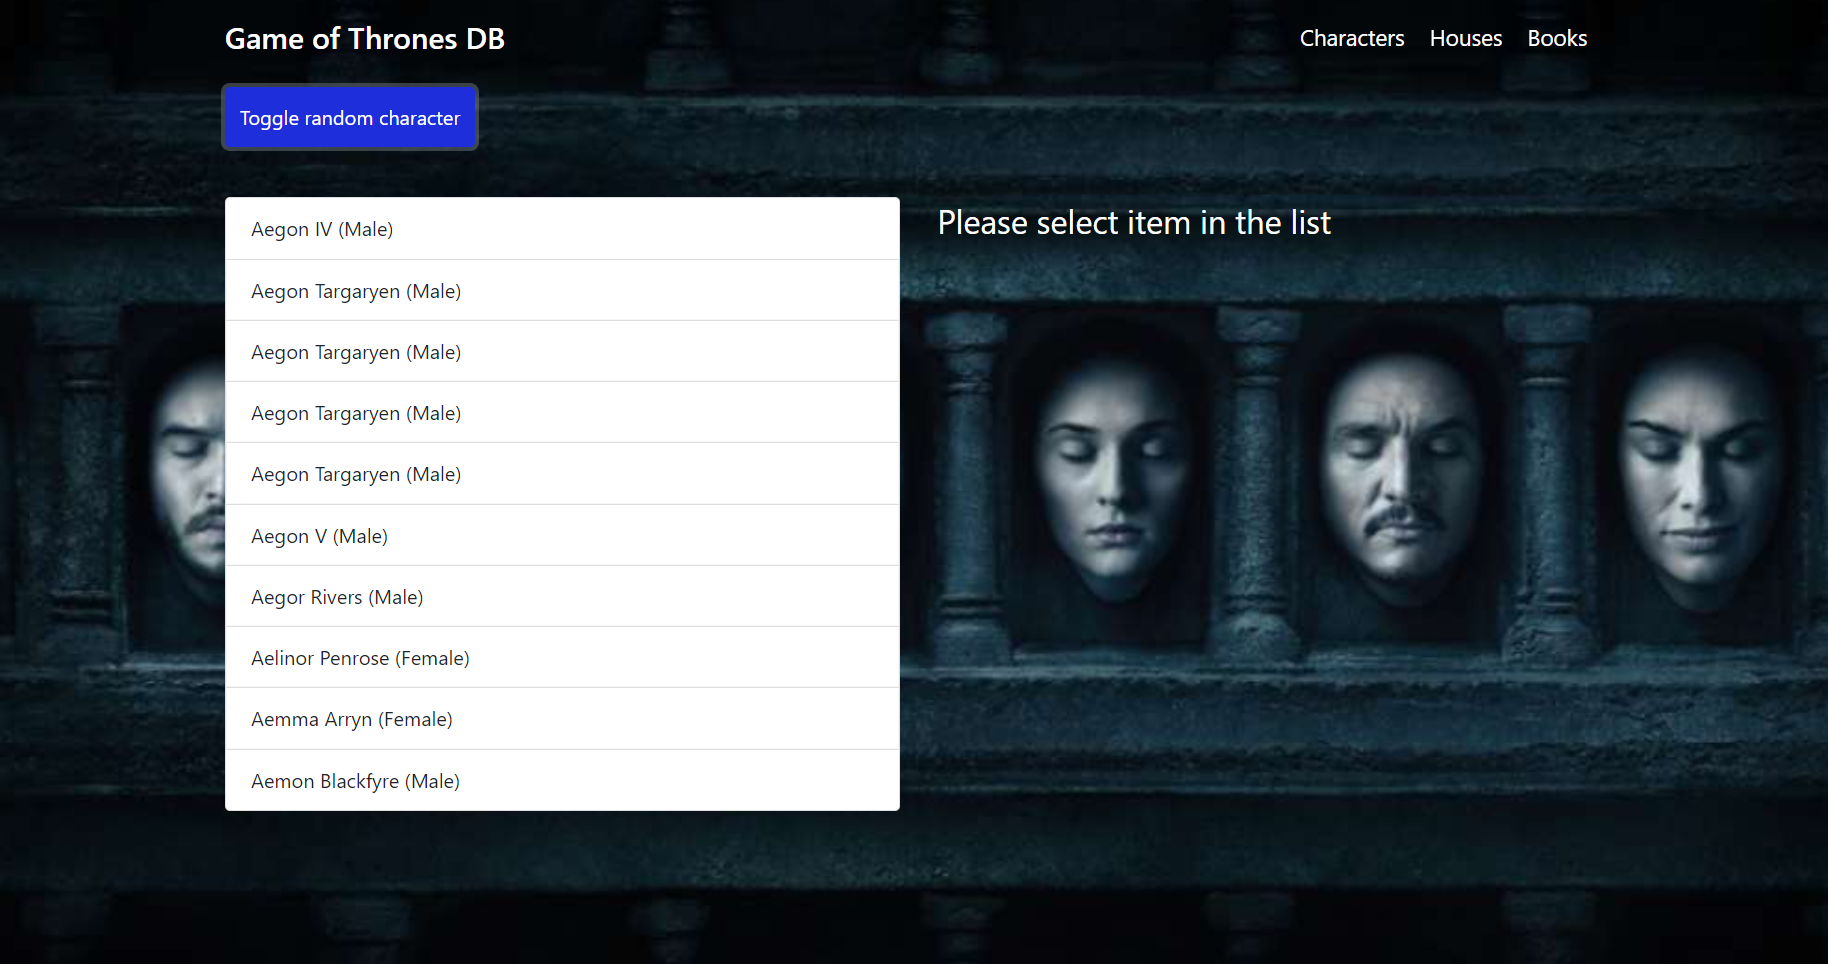 Game of Thrones DB
Characters Houses Books
Toggle random character
Aegon IV (Male)
Aegon Targaryen (Male)
Aegon Targaryen (Male)
Aegon Targaryen (Male)
Aegon Targaryen (Male)
Aegon V (Male)
Aegor Rivers (Male)
Aelinor Penrose (Female)
Aemma Arryn (Female)
Aemon Blackfyre (Male)
Please select item in the list